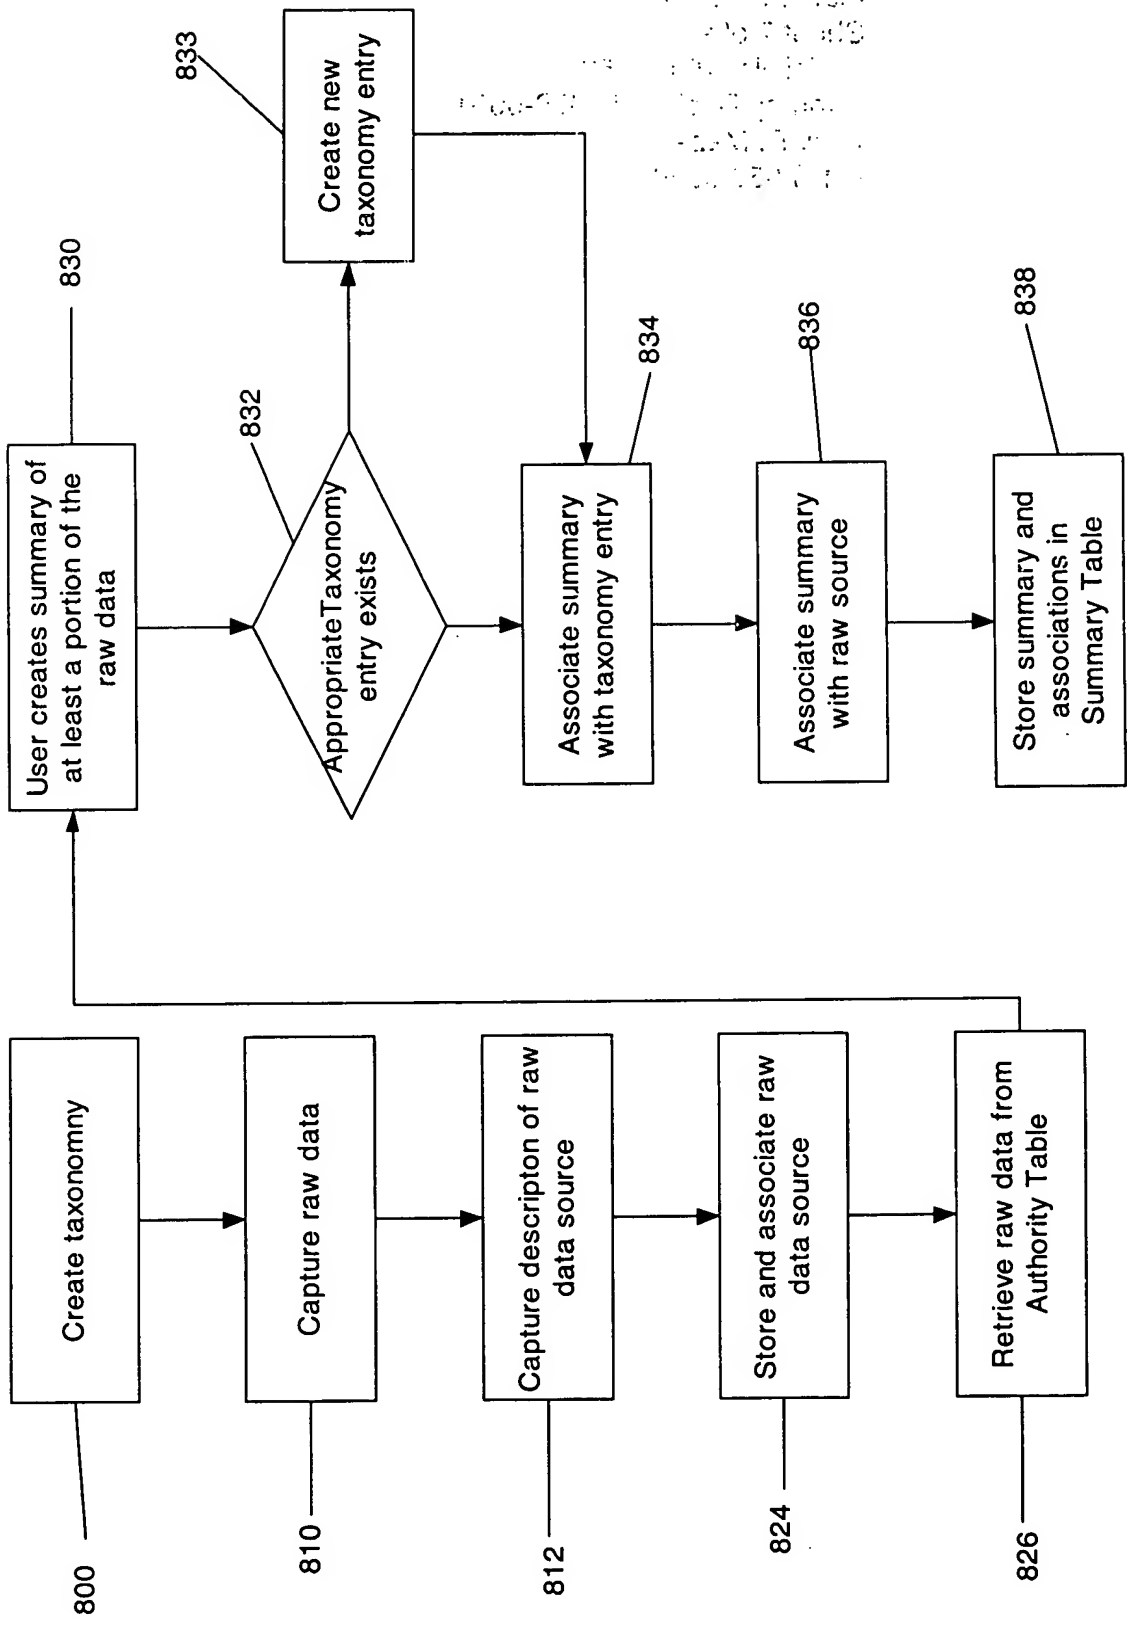 800
Create taxonomny
810
Capture raw data
812
Capture descripton of raw
data source
824
Store and associate raw
data source
826
Retrieve raw data from
Authority Table
User creates summary of
at least a portion of the
raw data
830
AppropriateTaxonomy
entry exists
832
Create new
taxonomy entry
833
Associate summary
with taxonomy entry
834
Associate summary
with raw source
836
Store summary and
associations in
Summary Table
838